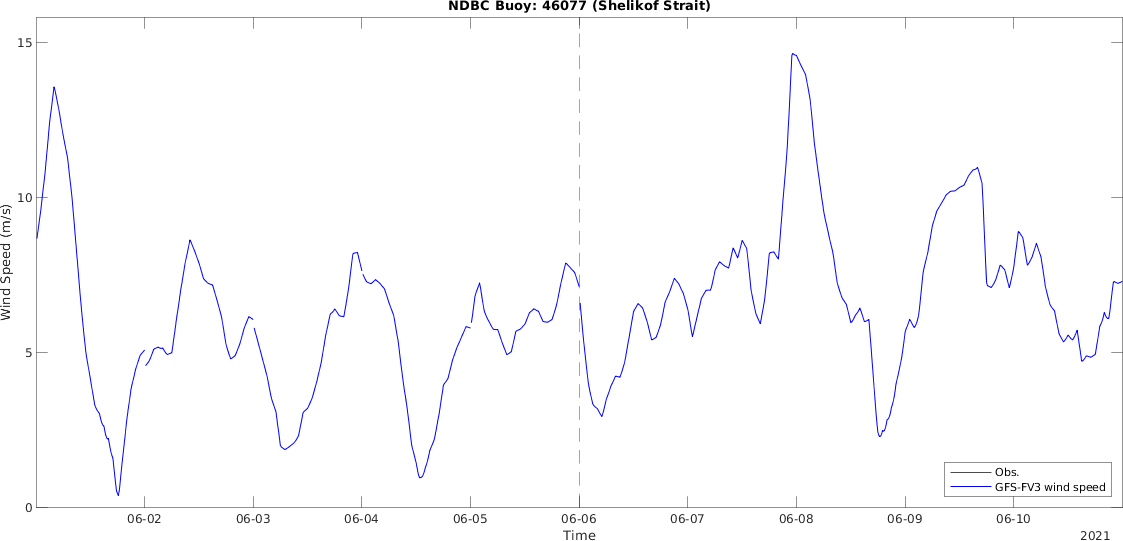 NDBC Buoy: 46077 (Shelikof Strait)
Wind Speed (m/s)
15
10
5
0
06-02 06-03 06-04 06-05 06-06 06-07 06-08 06-09 06-10
Time
2021
Obs.
GFS-FV3 wind speed